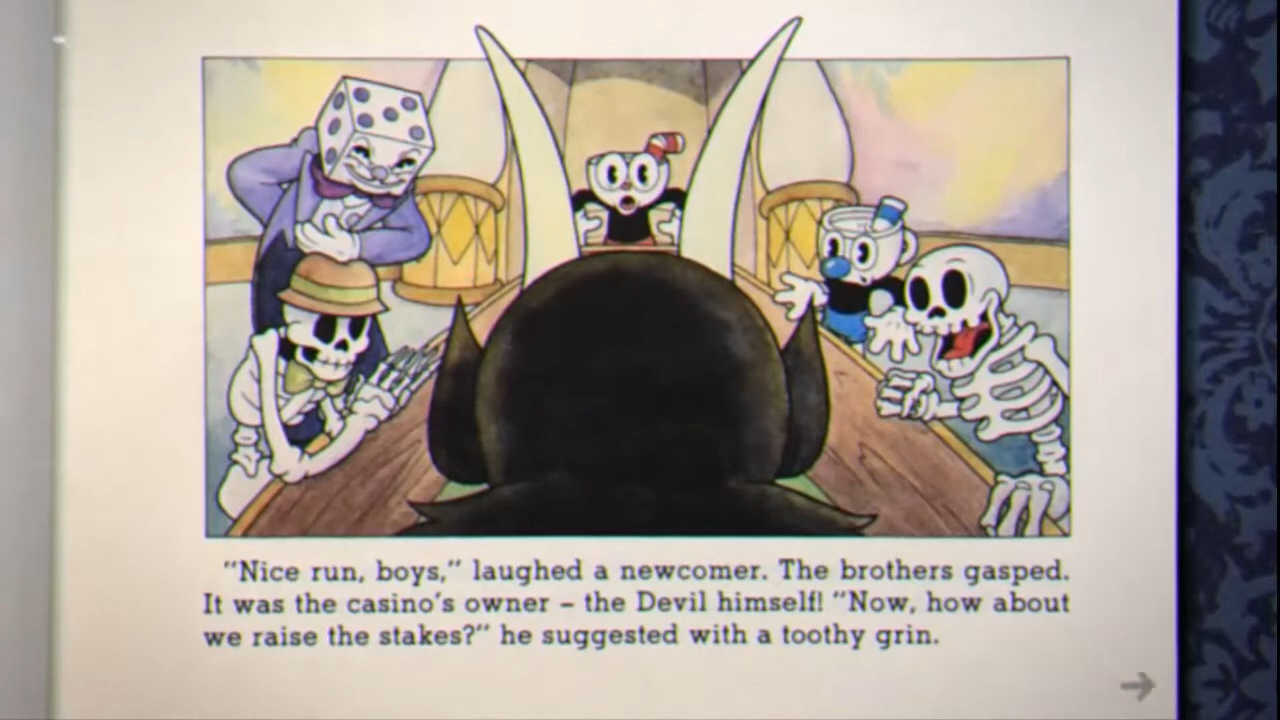 “Nice run, boys,” laughed a newcomer. The brothers gasped.
It was the casino's owner – the Devil himself! “Now, how about
we raise the stakes?” he suggested with a toothy grin.